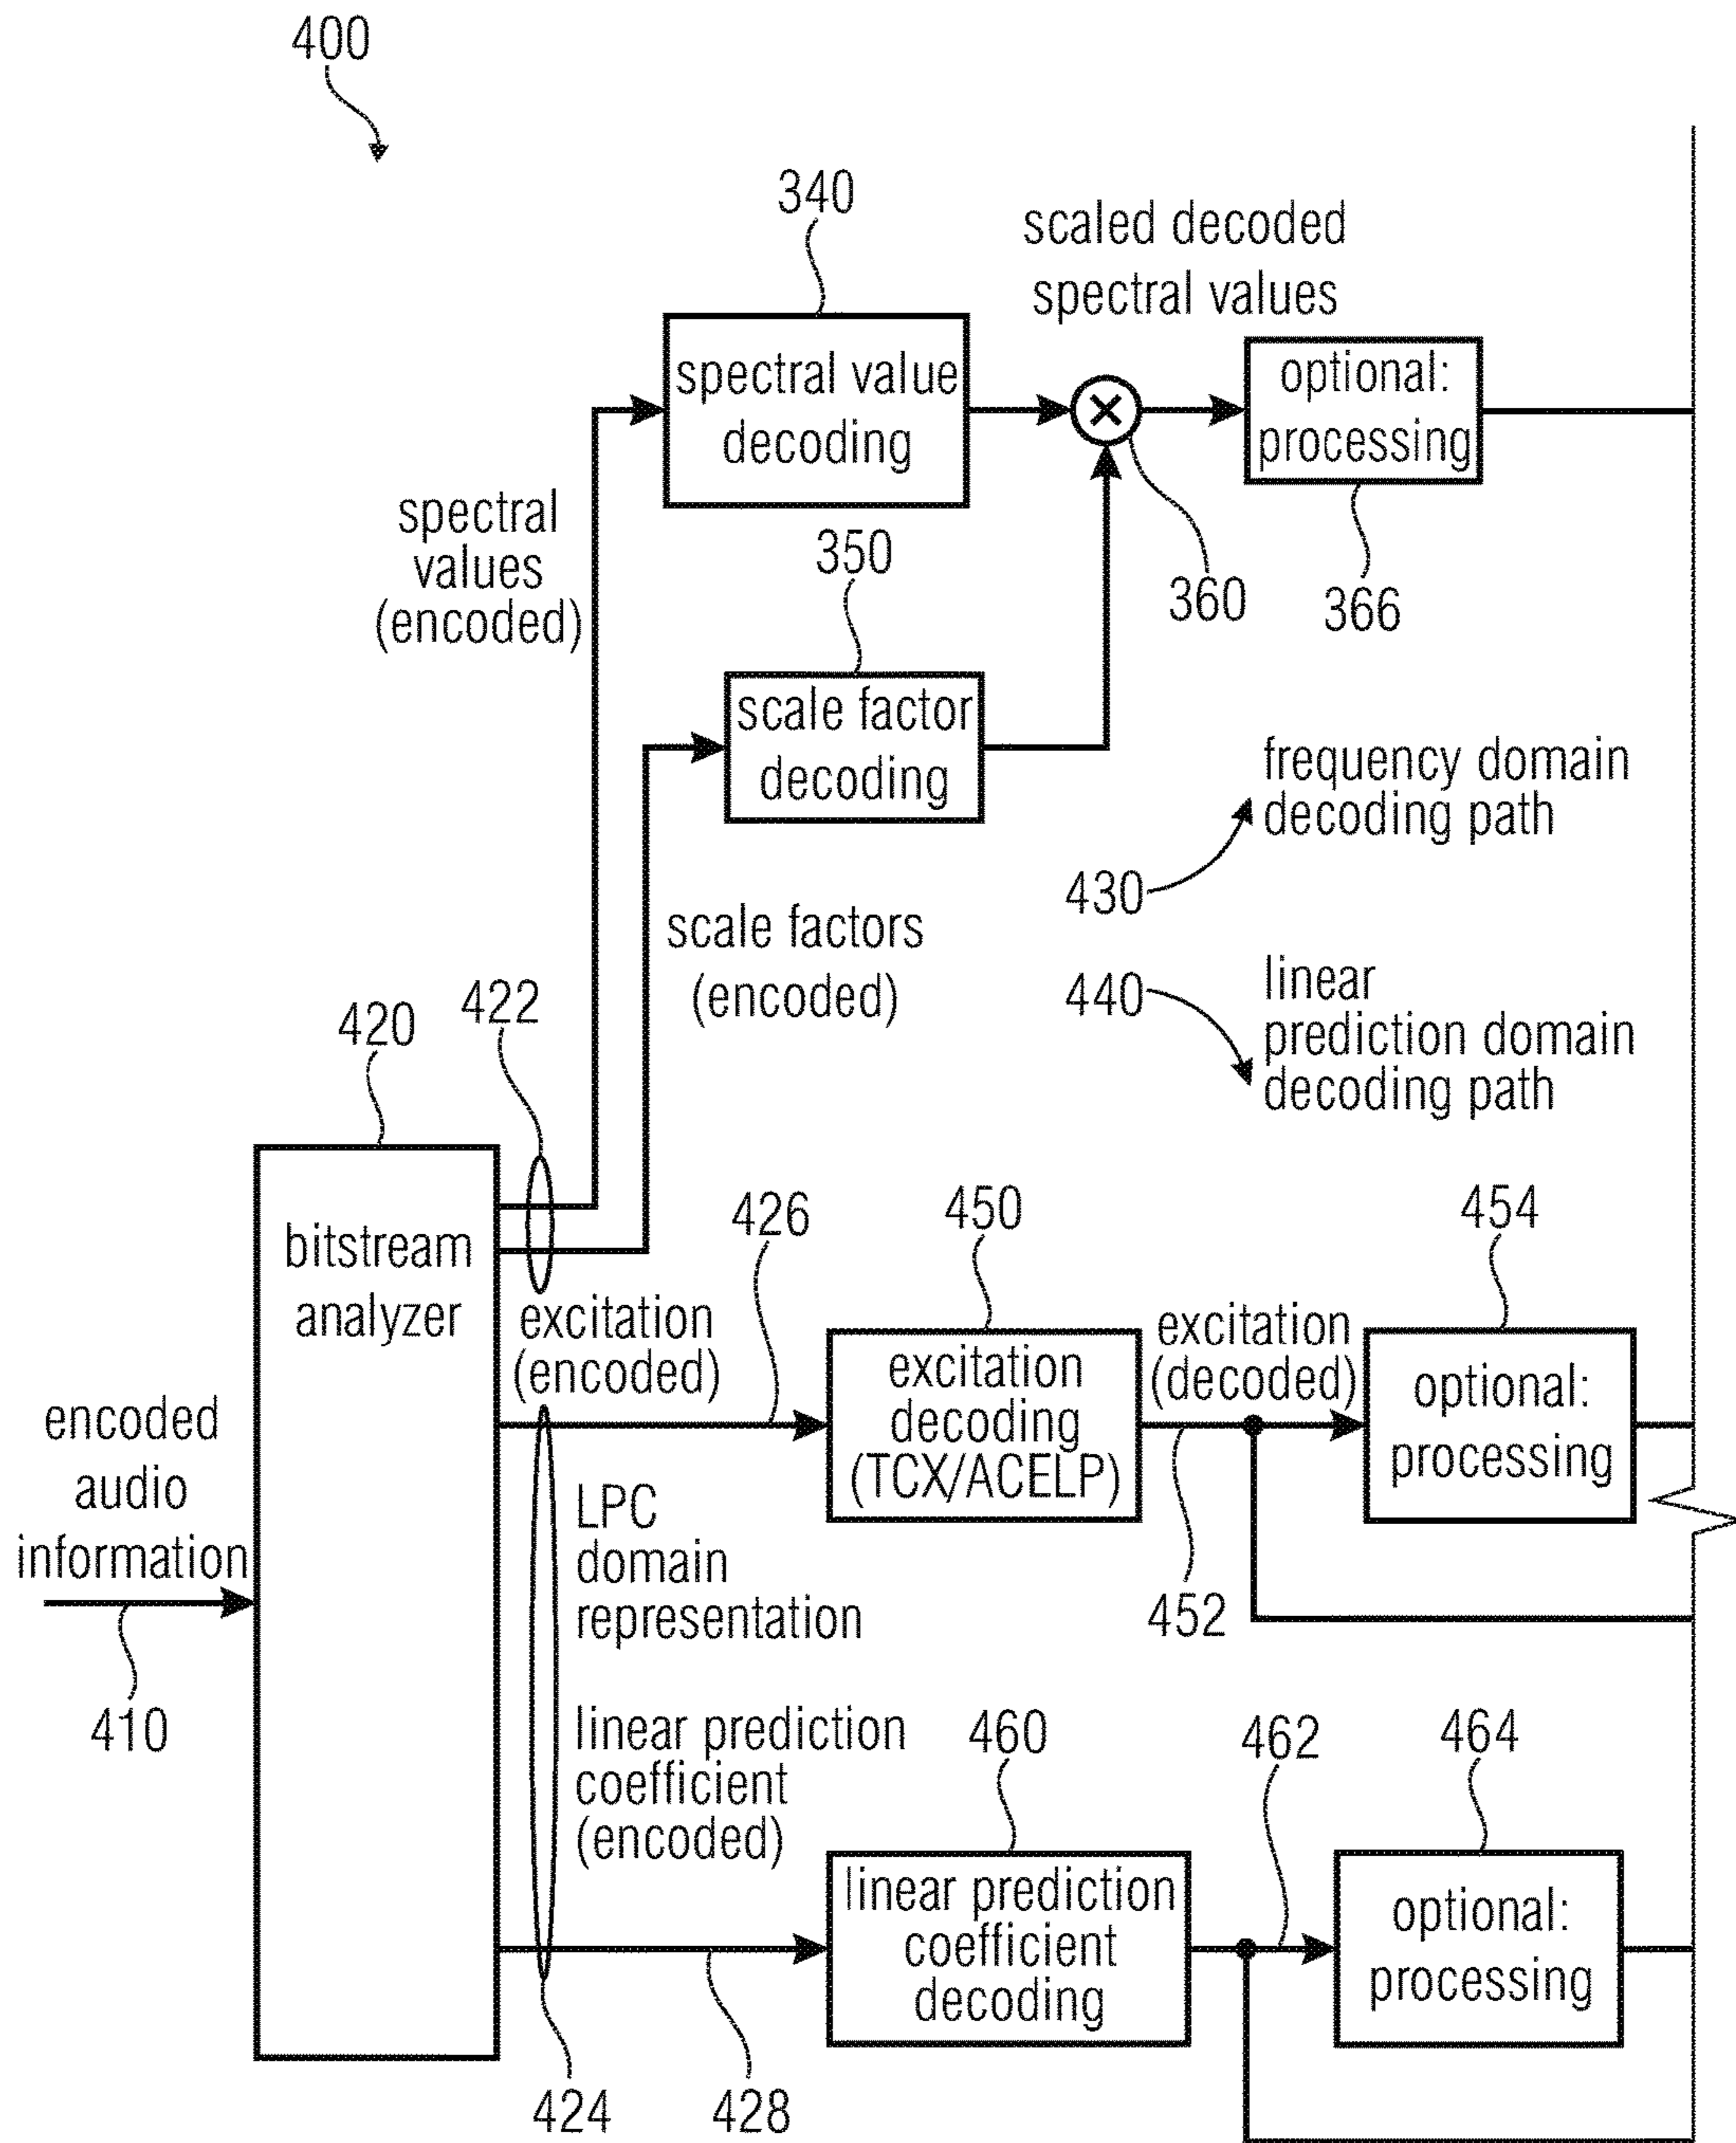 400
340
scaled decoded
spectral values
spectral value
decoding
optional:
processing
spectral
values
(encoded)
350
360
366
scale factor
decoding
frequency domain
decoding path
430
scale factors
(encoded)
440
linear
prediction domain
decoding path
422
420
426
450
454
bitstream
analyzer
excitation
(encoded)
excitation
decoding
(TCX/ACELP)
excitation
(decoded)
optional:
processing
encoded
audio
information
LPC
domain
representation
452
410
linear prediction
coefficient
(encoded)
460
462
464
linear prediction
coefficient
decoding
optional:
processing
424
428